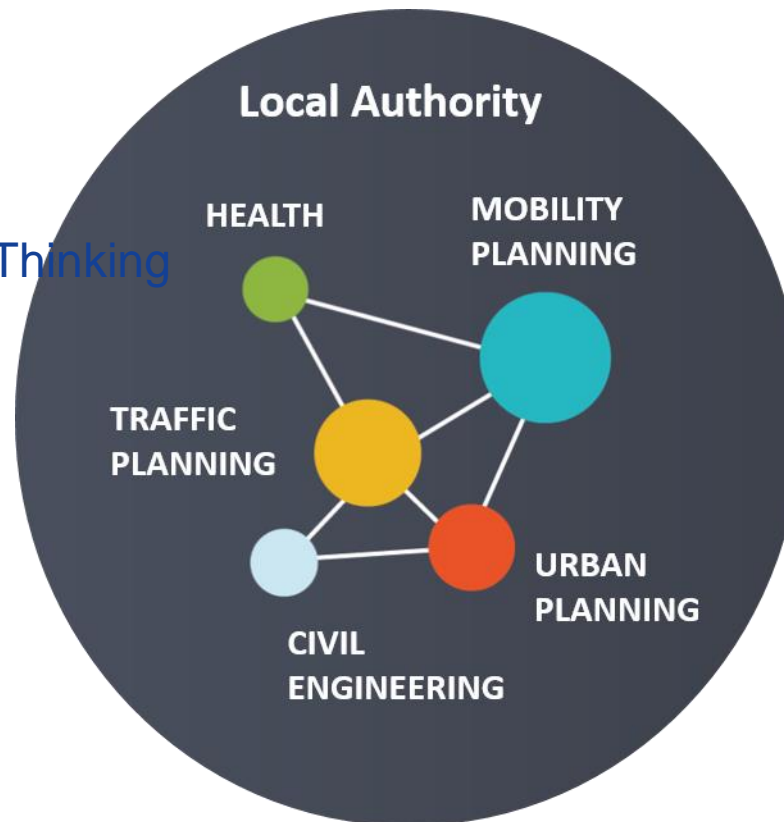 Local Authority
HEALTH
MOBILITY
PLANNING
Thinking
TRAFFIC
PLANNING
URBAN
PLANNING
CIVIL
ENGINEERING